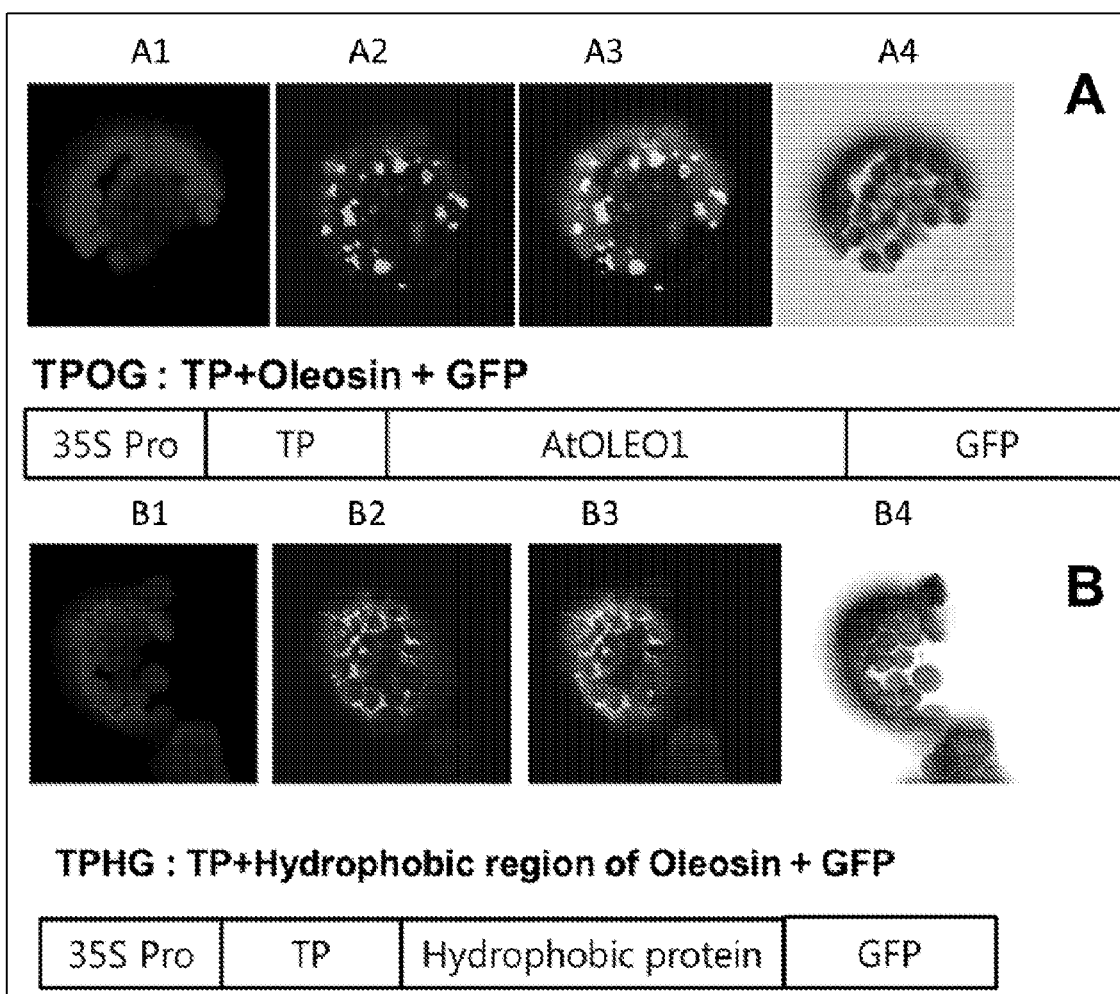 A1 A2 A3 A4
A
TPOG : TP+Oleosin + GFP
35S Pro TP AtOLEO1 GFP
B1 B2 B3 B4
B
TPHG : TP+Hydrophobic region of Oleosin + GFP
35S Pro TP Hydrophobic protein GFP